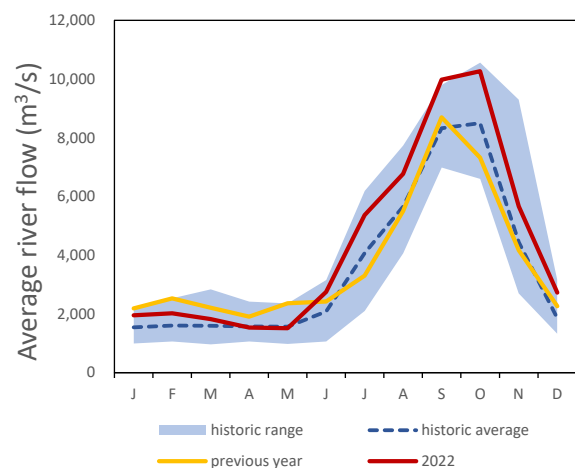 Average river flow (m³/s)
12,000
10,000
8,000
6,000
4,000
2,000
0
J F M A M J J A S O N D
historic range historic average
previous year 2022